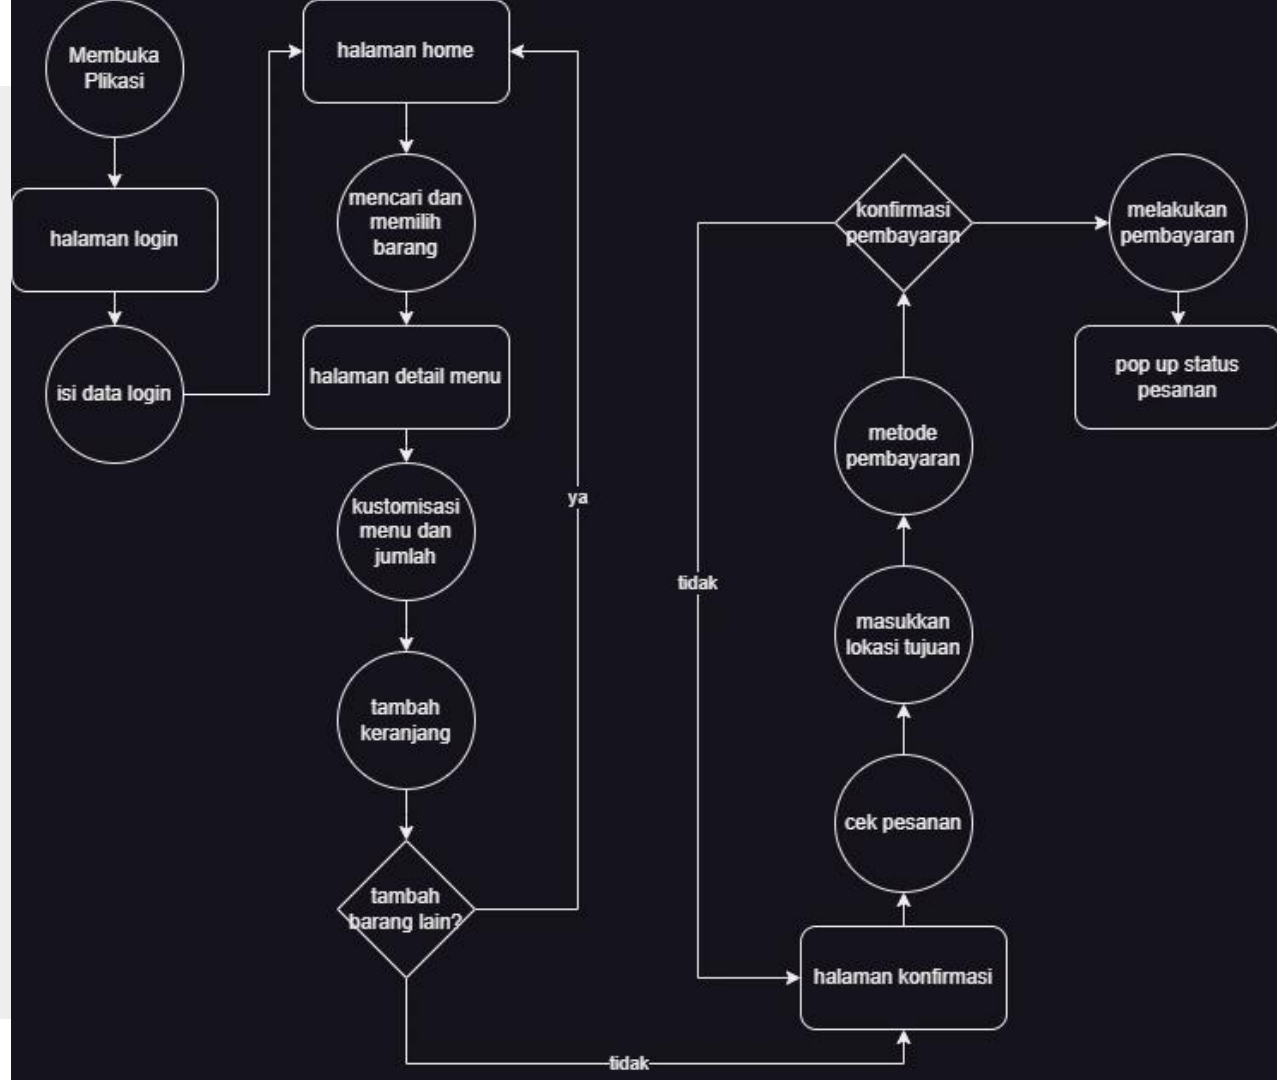 Membuka
Plikasi
halaman login
isi data login
halaman home
mencari dan
memilih
barang
halaman detail menu
kustomisasi
menu dan
jumlah
tambah
keranjang
tambah
barang lain?
ya
tidak
halaman konfirmasi
cek pesanan
masukkan
lokasi tujuan
metode
pembayaran
konfirmasi
pembayaran
tidak
melakukan
pembayaran
pop up status
pesanan